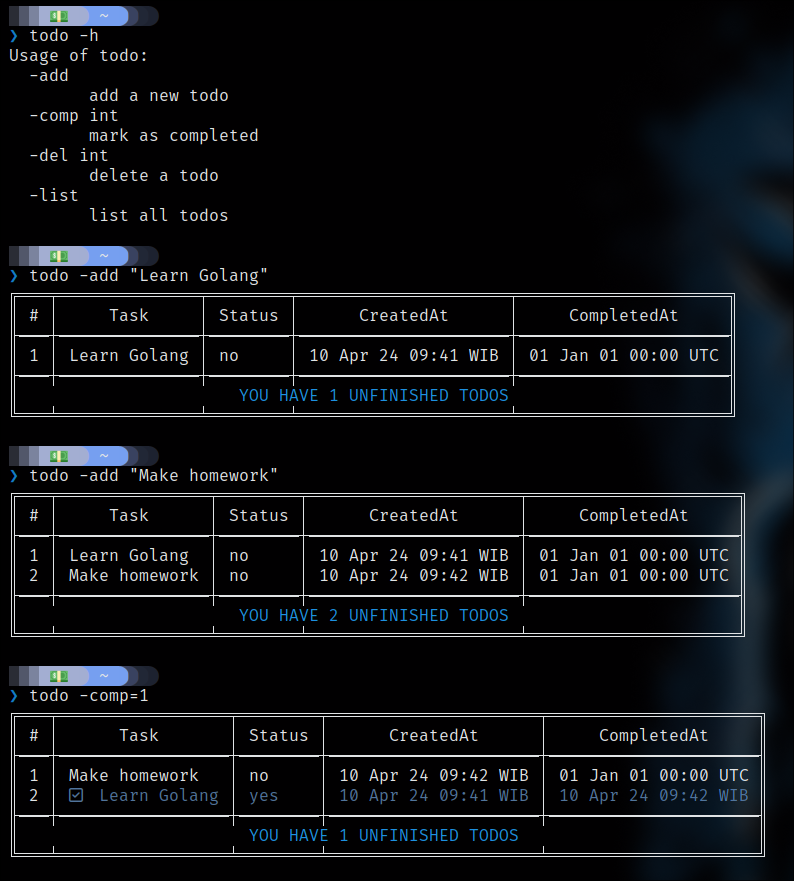 ~
❯ todo -h
Usage of todo:
  -add
        add a new todo
  -comp int
        mark as completed
  -del int
        delete a todo
  -list
        list all todos
~
❯ todo -add "Learn Golang"
# Task Status CreatedAt CompletedAt
1 Learn Golang no 10 Apr 24 09:41 WIB 01 Jan 01 00:00 UTC
YOU HAVE 1 UNFINISHED TODOS
~
❯ todo -add "Make homework"
# Task Status CreatedAt CompletedAt
1 Learn Golang no 10 Apr 24 09:41 WIB 01 Jan 01 00:00 UTC
2 Make homework no 10 Apr 24 09:42 WIB 01 Jan 01 00:00 UTC
YOU HAVE 2 UNFINISHED TODOS
~
❯ todo -comp=1
# Task Status CreatedAt CompletedAt
1 Make homework no 10 Apr 24 09:42 WIB 01 Jan 01 00:00 UTC
2 ☑ Learn Golang yes 10 Apr 24 09:41 WIB 10 Apr 24 09:42 WIB
YOU HAVE 1 UNFINISHED TODOS